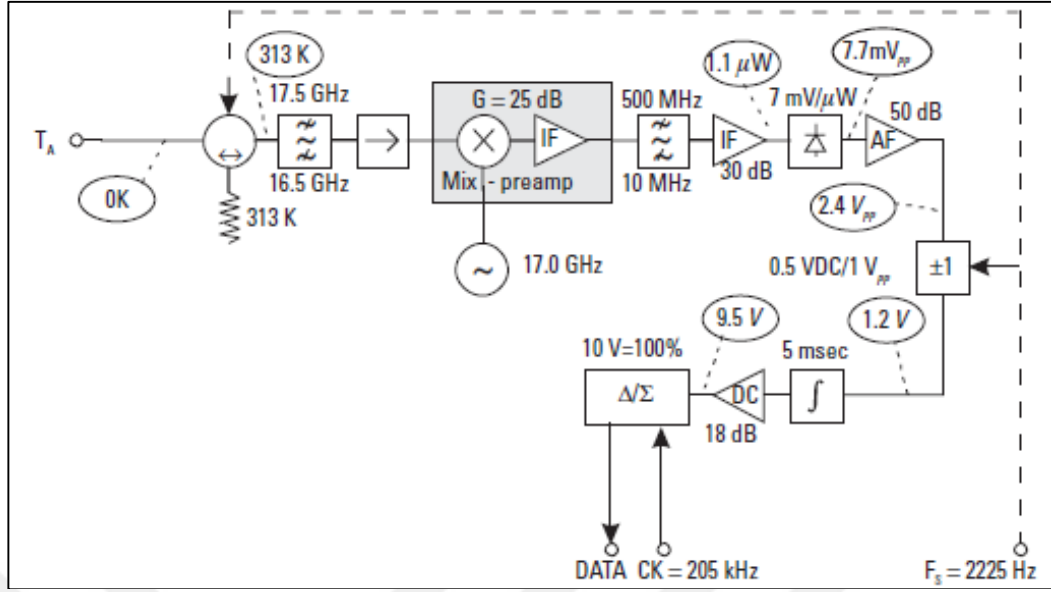 313 K
1.1 μW
7.7mVpp
17.5 GHz
G = 25 dB
500 MHz
7 mV/μW
50 dB
TA
IF
IF
AF
16.5 GHz
Mix - preamp
10 MHz
30 dB
0K
313 K
2.4 Vpp
17.0 GHz
0.5 VDC/1 Vpp
±1
9.5 V
1.2 V
10 V=100%
5 msec
Δ/Σ
DC
∫
18 dB
DATA CK = 205 kHz
Fs = 2225 Hz